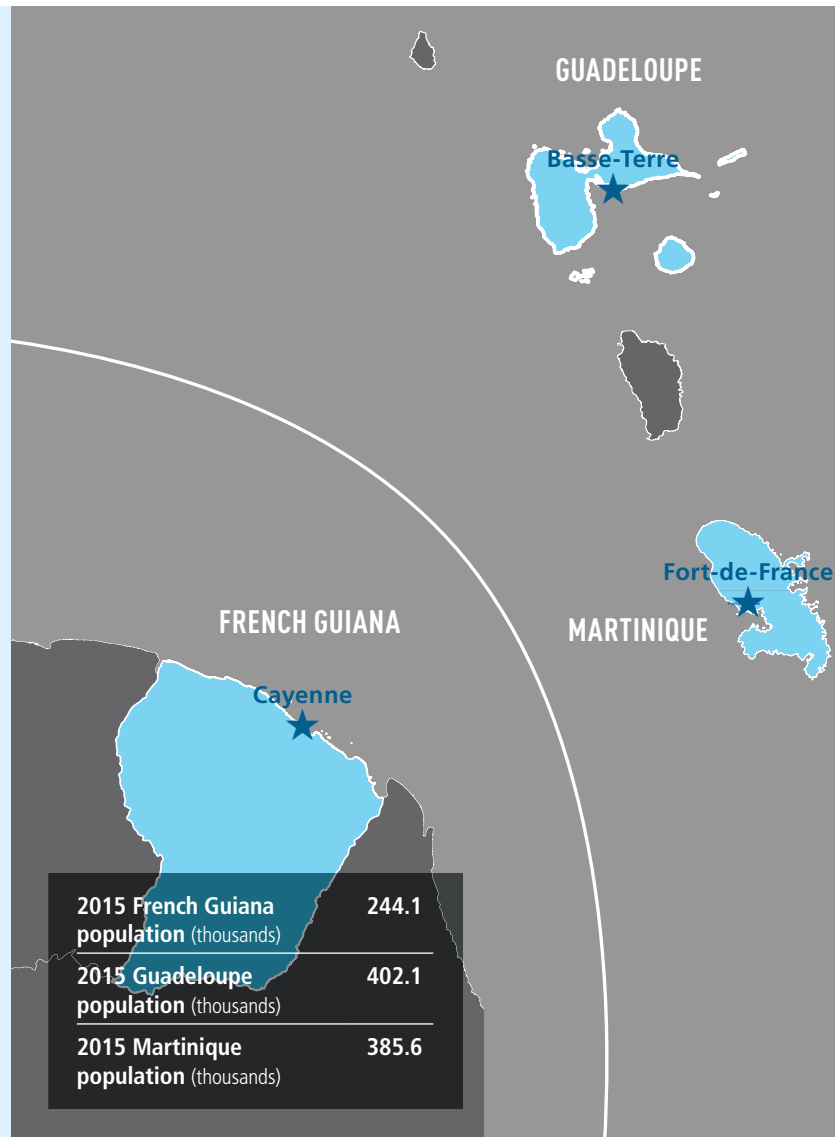 GUADELOUPE
Basse-Terre
Fort-de-France
MARTINIQUE
FRENCH GUIANA
Cayenne
2015 French Guiana 244.1
population (thousands)
2015 Guadeloupe 402.1
population (thousands)
2015 Martinique 385.6
population (thousands)